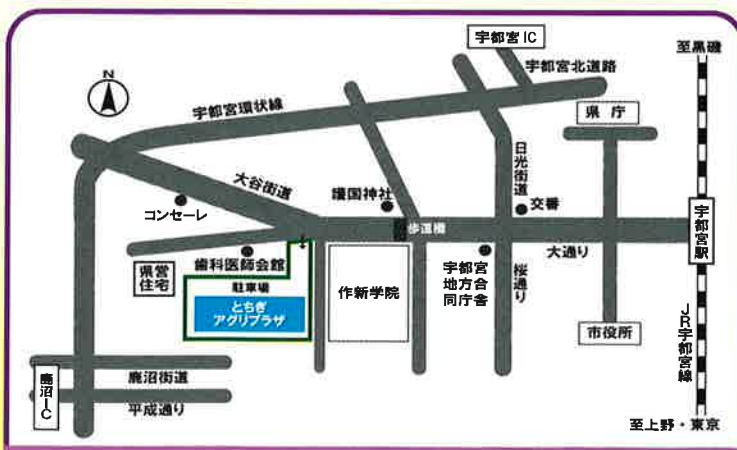 宇都宮IC
至黒磯
N
宇都宮北道路
宇都宮環状線
県庁
日光街道
大谷街道
護国神社
コンセーレ
交番
歩道橋
宇都宮駅
大通り
歯科医師会館
県営
住宅
駐車場
とちぎ
アグリプラザ
作新学院
宇都宮
地方合
同庁舎
桜通り
市役所
JR宇都宮線
鹿沼街道
鹿沼IC
平成通り
至上野・東京